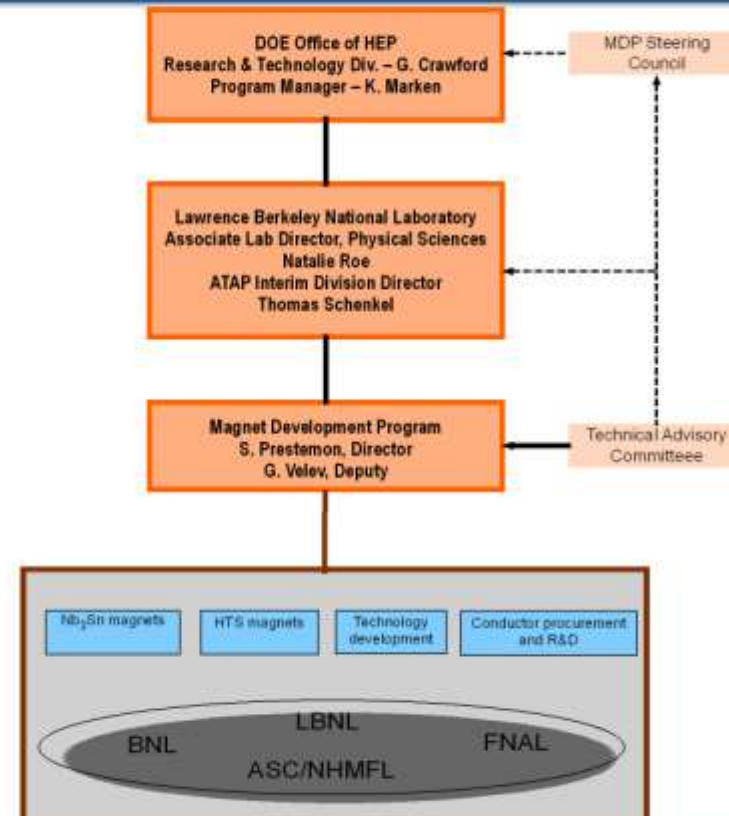 DOE Office of HEP
Research & Technology Div. – G. Crawford
Program Manager – K. Marken
MDP Steering
Council
Lawrence Berkeley National Laboratory
Associate Lab Director, Physical Sciences
Natalie Roe
ATAP Interim Division Director
Thomas Schenkel
Magnet Development Program
S. Prestemon, Director
G. Velev, Deputy
Technical Advisory
Committeee
Nb₃Sn magnets
HTS magnets
Technology
development
Conductor procurement
and R&D
LBNL
BNL
FNAL
ASC/NHMFL